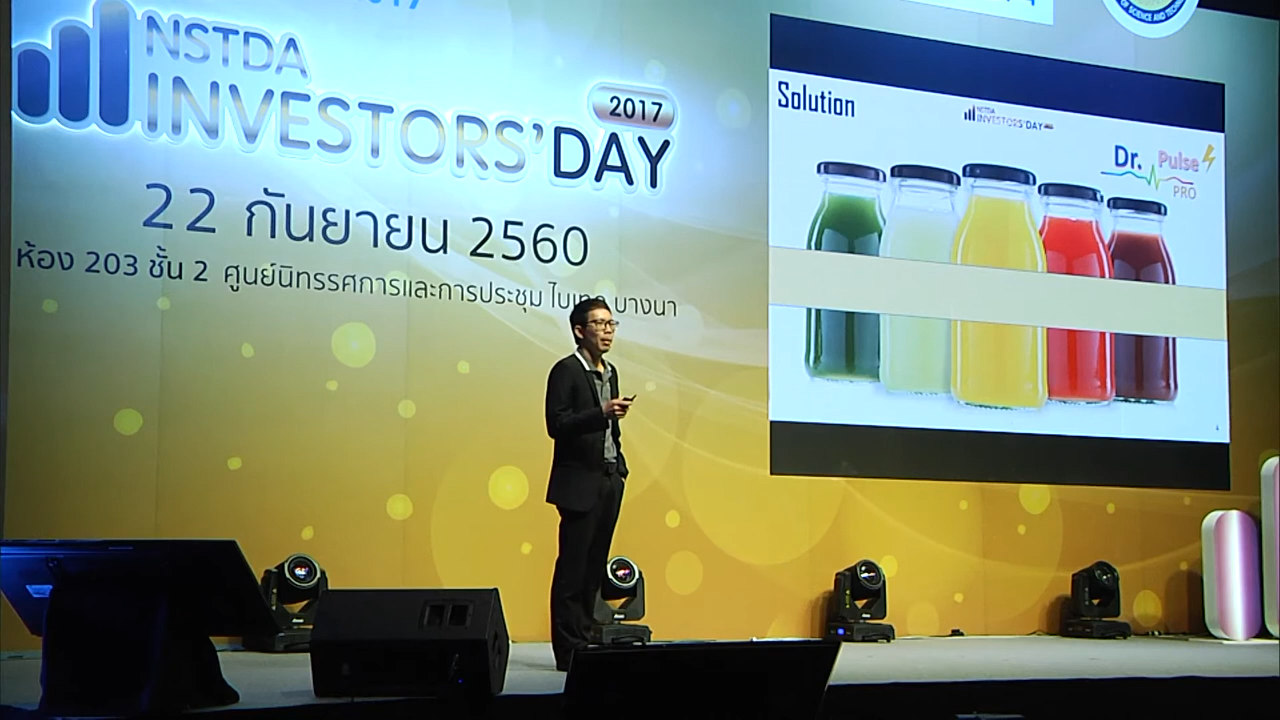 NSTDA
INVESTORS' DAY
2017
22 กันยายน 2560
ห้อง 203 ชั้น 2 ศูนย์นิทรรศการและการประชุม ไบเทค บางนา
Solution
NSTDA
INVESTORS' DAY
Dr. Pulse
PRO
OF SCIENCE AND